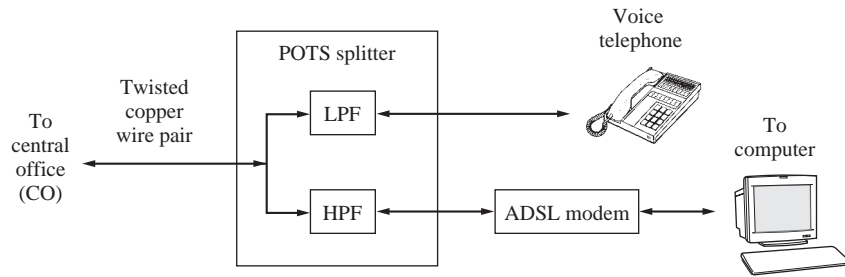 Voice
telephone
POTS splitter
Twisted
copper
wire pair
LPF
To
central
office
(CO)
To
computer
HPF
ADSL modem